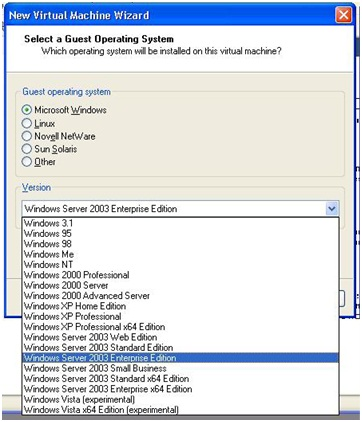 New Virtual Machine Wizard
Select a Guest Operating System
Which operating system will be installed on this virtual machine?
Guest operating system
Microsoft Windows
Linux
Novell NetWare
Sun Solaris
Other
Version
Windows Server 2003 Enterprise Edition
Windows 3.1
Windows 95
Windows 98
Windows Me
Windows NT
Windows 2000 Professional
Windows 2000 Server
Windows 2000 Advanced Server
Windows XP Home Edition
Windows XP Professional
Windows XP Professional x64 Edition
Windows Server 2003 Web Edition
Windows Server 2003 Standard Edition
Windows Server 2003 Enterprise Edition
Windows Server 2003 Small Business
Windows Server 2003 Standard x64 Edition
Windows Server 2003 Enterprise x64 Edition
Windows Vista (experimental)
Windows Vista x64 Edition (experimental)